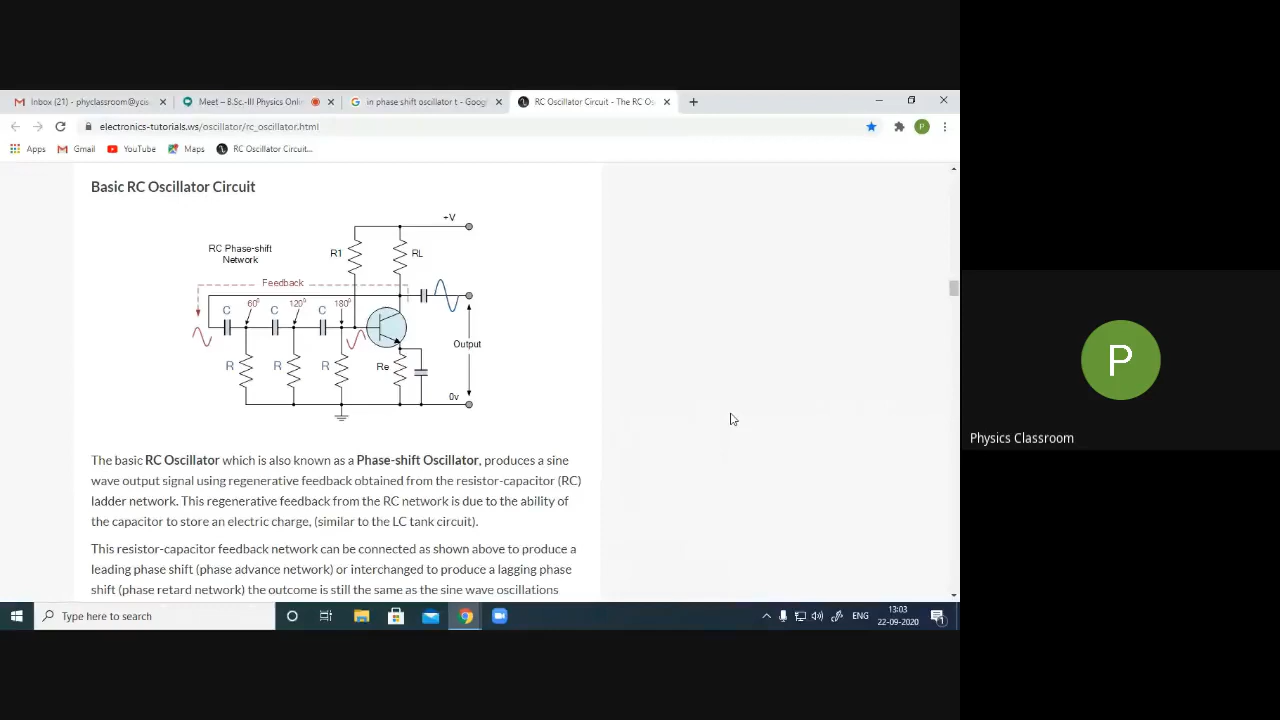 Inbox (21) - phyclassroom@ycis
Meet – B.Sc.-III Physics Onlin
in phase shift oscillator t - Goog
RC Oscillator Circuit - The RC Os
electronics-tutorials.ws/oscillator/rc_oscillator.html
P
Apps
Gmail
YouTube
Maps
RC Oscillator Circuit...
Basic RC Oscillator Circuit
+V
RC Phase-shift
Network
R1
RL
Feedback
60°
120°
180°
C
C
C
Output
R
R
R
Re
0v
The basic RC Oscillator which is also known as a Phase-shift Oscillator, produces a sine
wave output signal using regenerative feedback obtained from the resistor-capacitor (RC)
ladder network. This regenerative feedback from the RC network is due to the ability of
the capacitor to store an electric charge, (similar to the LC tank circuit).
This resistor-capacitor feedback network can be connected as shown above to produce a
leading phase shift (phase advance network) or interchanged to produce a lagging phase
shift (phase retard network) the outcome is still the same as the sine wave oscillations
Type here to search
ENG
13:03
22-09-2020
1
P
Physics Classroom